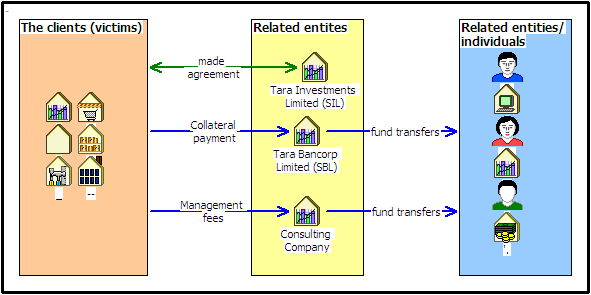 The clients (victims)
Related entites
Related entities/
individuals
made
agreement
Tara Investments
Limited (SIL)
Collateral
payment
Tara Bancorp
Limited (SBL)
fund transfers
Management
fees
Consulting
Company
fund transfers